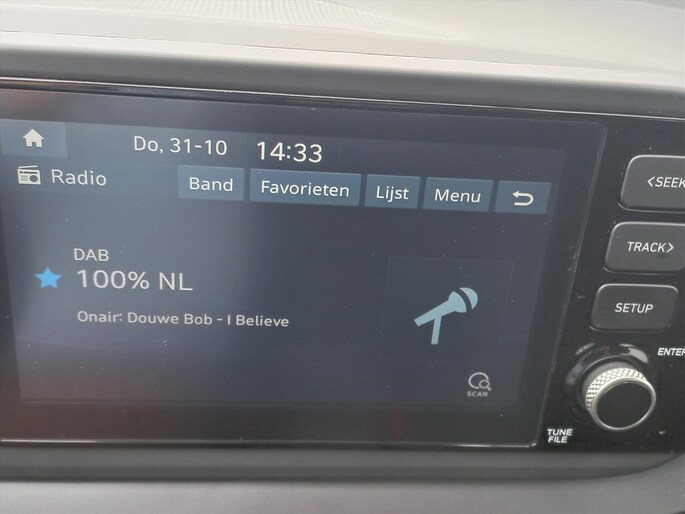 Do, 31-10 14:33
Radio Band Favorieten Lijst Menu
DAB
100% NL
Onair: Douwe Bob - I Believe
SCAN
<SEEK
TRACK>
SETUP
ENTER
TUNE
FILE